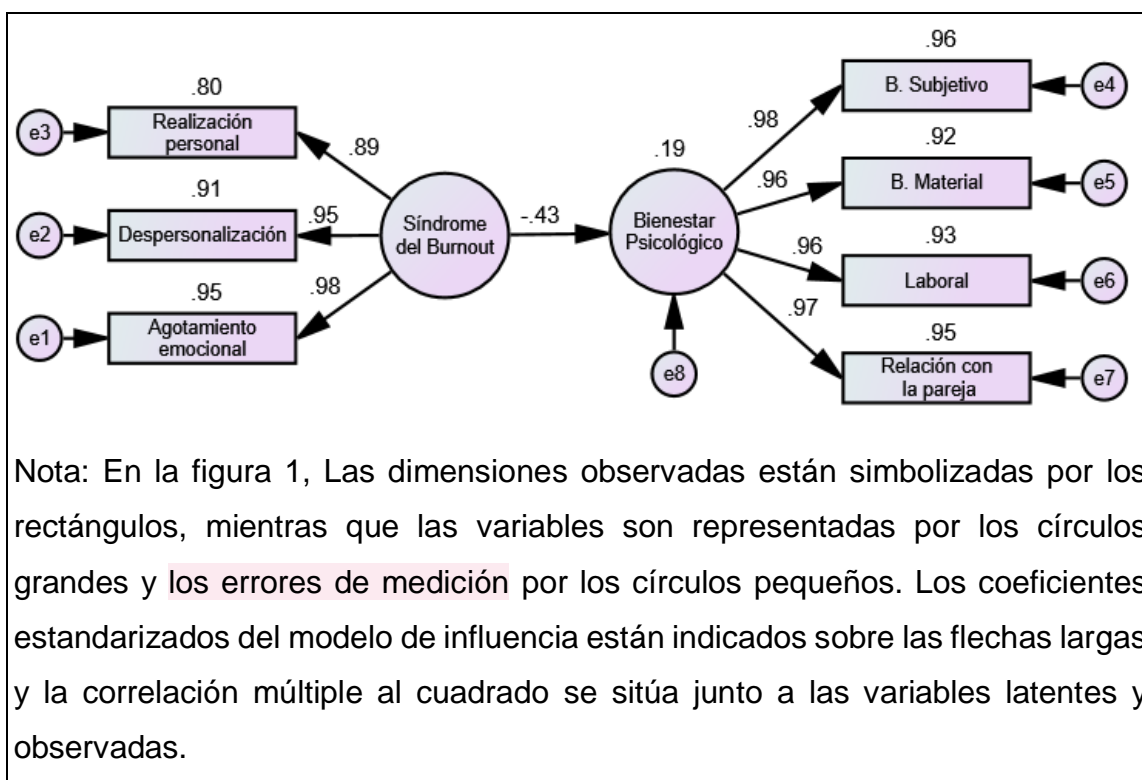 .96
B. Subjetivo
e4
.80
Realización
personal
e3
.89
.98
.19
.92
B. Material
e5
.96
.91
Despersonalización
e2
.95
Síndrome
del Burnout
-.43
Bienestar
Psicológico
.96
.93
Laboral
e6
.95
Agotamiento
emocional
e1
.98
.97
e8
.95
Relación con
la pareja
e7
Nota: En la figura 1, Las dimensiones observadas están simbolizadas por los
rectángulos, mientras que las variables son representadas por los círculos
grandes y los errores de medición por los círculos pequeños. Los coeficientes
estandarizados del modelo de influencia están indicados sobre las flechas largas
y la correlación múltiple al cuadrado se sitúa junto a las variables latentes y
observadas.